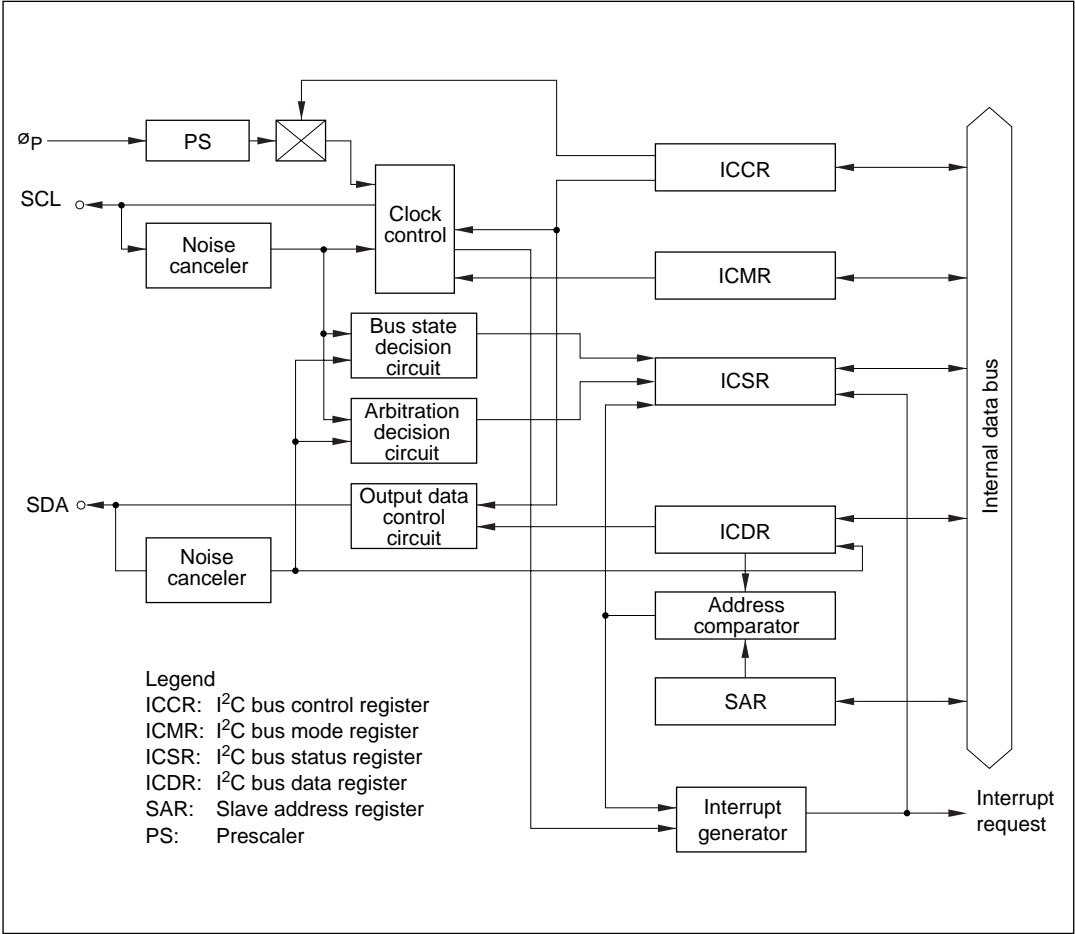 øP
PS
ICCR
SCL
Clock
control
Noise
canceler
ICMR
Bus state
decision
circuit
ICSR
Arbitration
decision
circuit
Internal data bus
SDA
Output data
control
circuit
ICDR
Noise
canceler
Address
comparator
SAR
Legend
ICCR: I²C bus control register
ICMR: I²C bus mode register
ICSR: I²C bus status register
ICDR: I²C bus data register
SAR: Slave address register
PS: Prescaler
Interrupt
generator
Interrupt
request